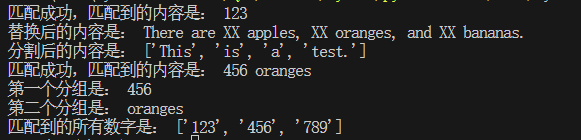 匹配成功，匹配到的内容是： 123
替换后的内容是： There are XX apples, XX oranges, and XX bananas.
分割后的内容是： ['This', 'is', 'a', 'test.']
匹配成功，匹配到的内容是： 456 oranges
第一个分组是： 456
第二个分组是： oranges
匹配到的所有数字是： ['123', '456', '789']